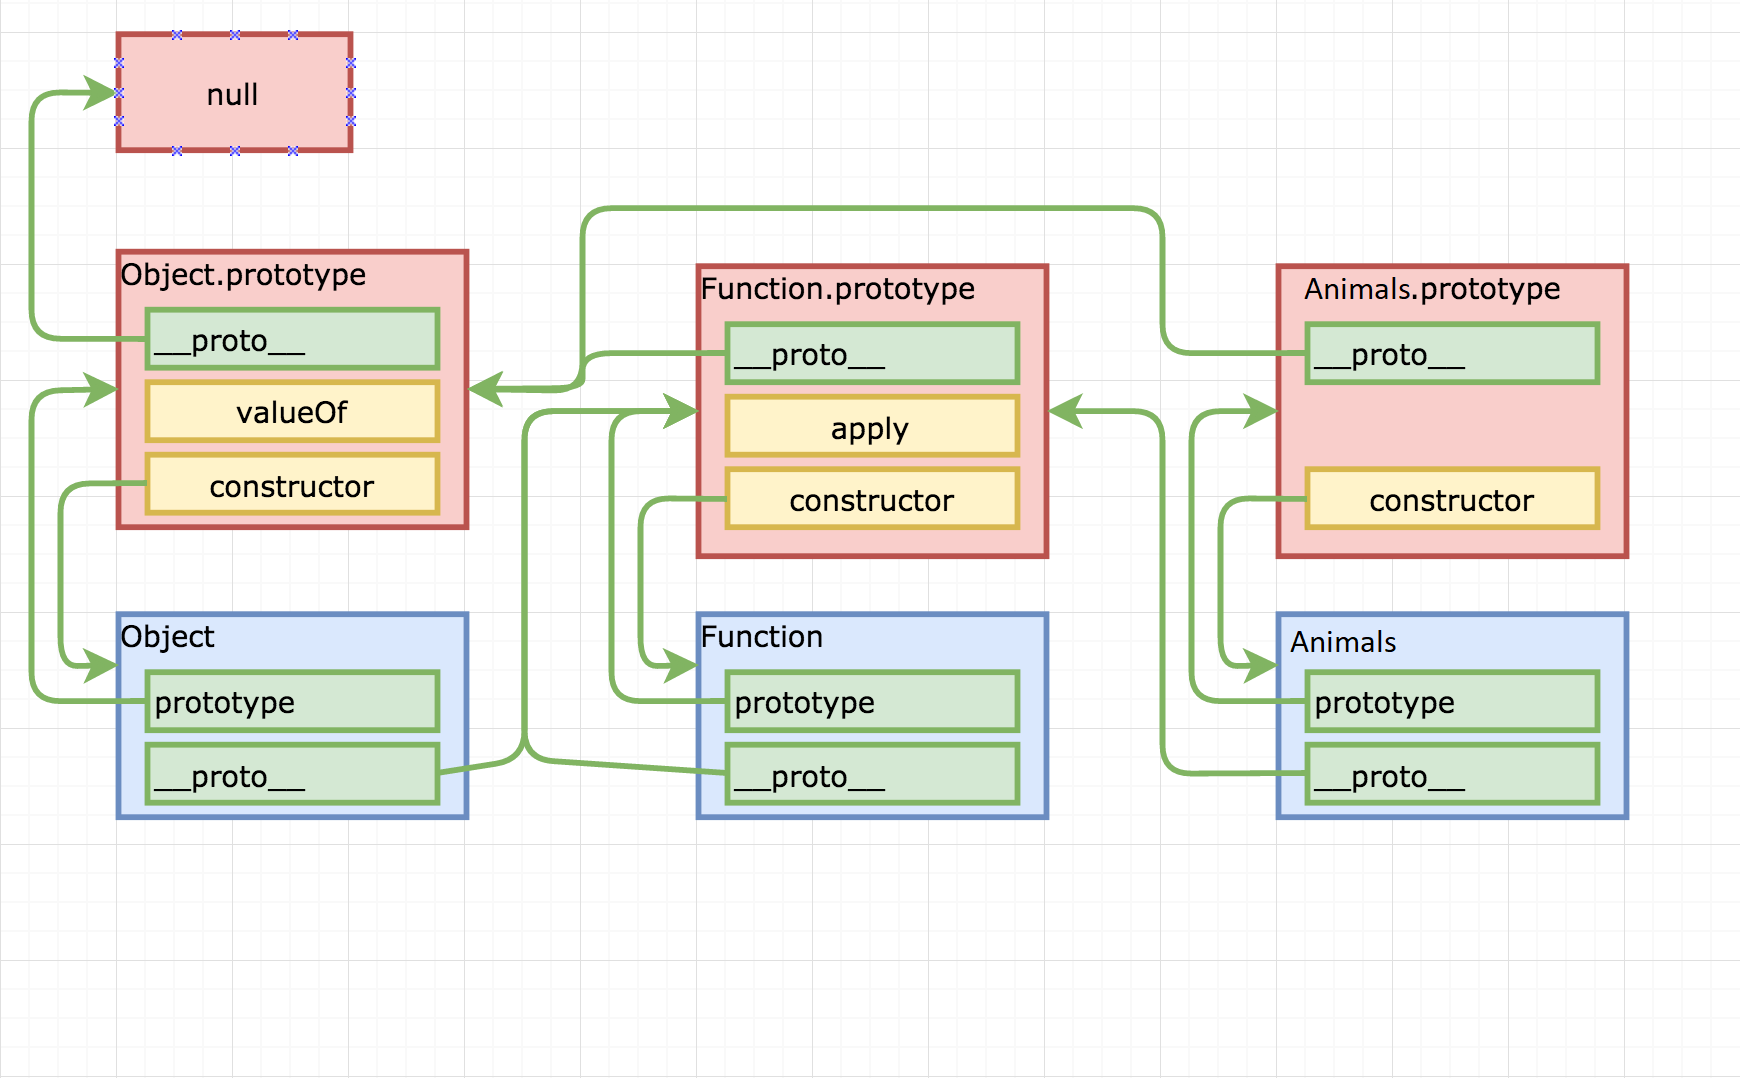 null
Object.prototype
__proto__
valueOf
constructor
Function.prototype
__proto__
apply
constructor
Animals.prototype
__proto__
constructor
Object
prototype
__proto__
Function
prototype
__proto__
Animals
prototype
__proto__